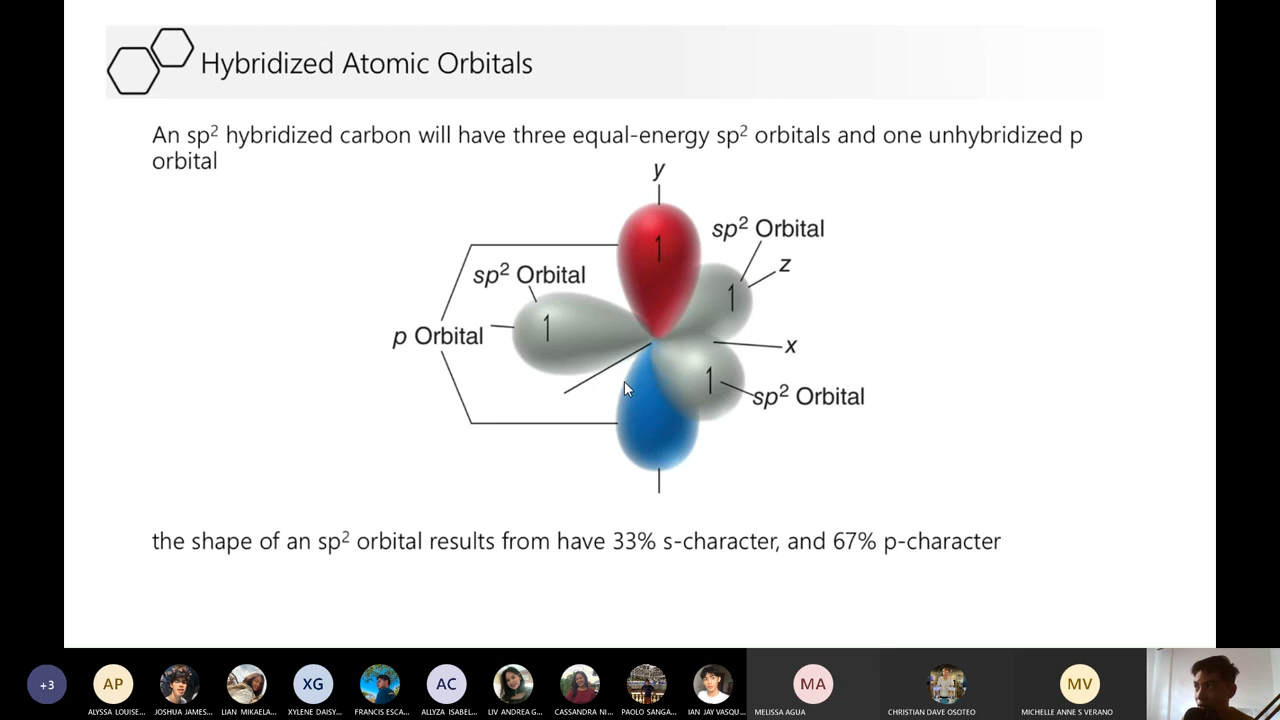 Hybridized Atomic Orbitals
An sp² hybridized carbon will have three equal-energy sp² orbitals and one unhybridized p
orbital
y
sp² Orbital
1
z
sp² Orbital
1
1
p Orbital
x
1
sp² Orbital
the shape of an sp² orbital results from have 33% s-character, and 67% p-character
+3
AP
XG
AC
MA
MV
ALYSSA LOUISE...
JOSHUA JAMES...
LIAN MIKAELA...
XYLENE DAISY...
FRANCIS ESCA...
ALLYZA ISABEL...
LIV ANDREA G...
CASSANDRA NI...
PAOLO SANGA...
IAN JAY VASQU...
MELISSA AGUA
CHRISTIAN DAVE OSOTEO
MICHELLE ANNE S VERANO